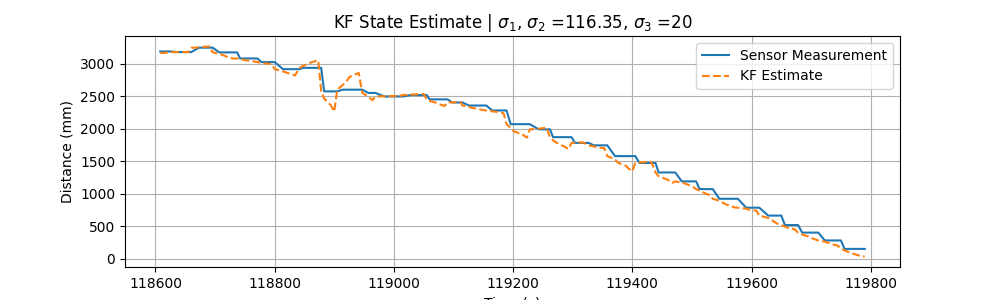 KF State Estimate | σ1, σ2 =116.35, σ3 =20
Sensor Measurement
KF Estimate
Distance (mm)
3000
2500
2000
1500
1000
500
0
118600 118800 119000 119200 119400 119600 119800